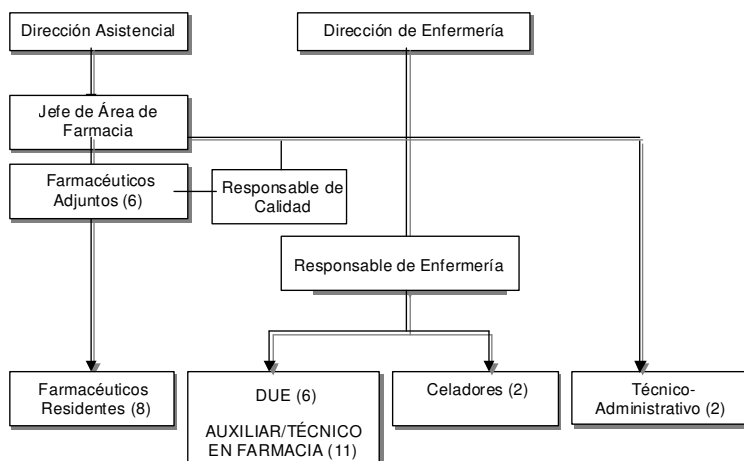 Dirección Asistencial
Dirección de Enfermería
Jefe de Área de
Farmacia
Farmacéuticos
Adjuntos (6)
Responsable de
Calidad
Responsable de Enfermería
Farmacéuticos
Residentes (8)
DUE (6)
AUXILIAR/TÉCNICO
EN FARMACIA (11)
Celadores (2)
Técnico-
Administrativo (2)